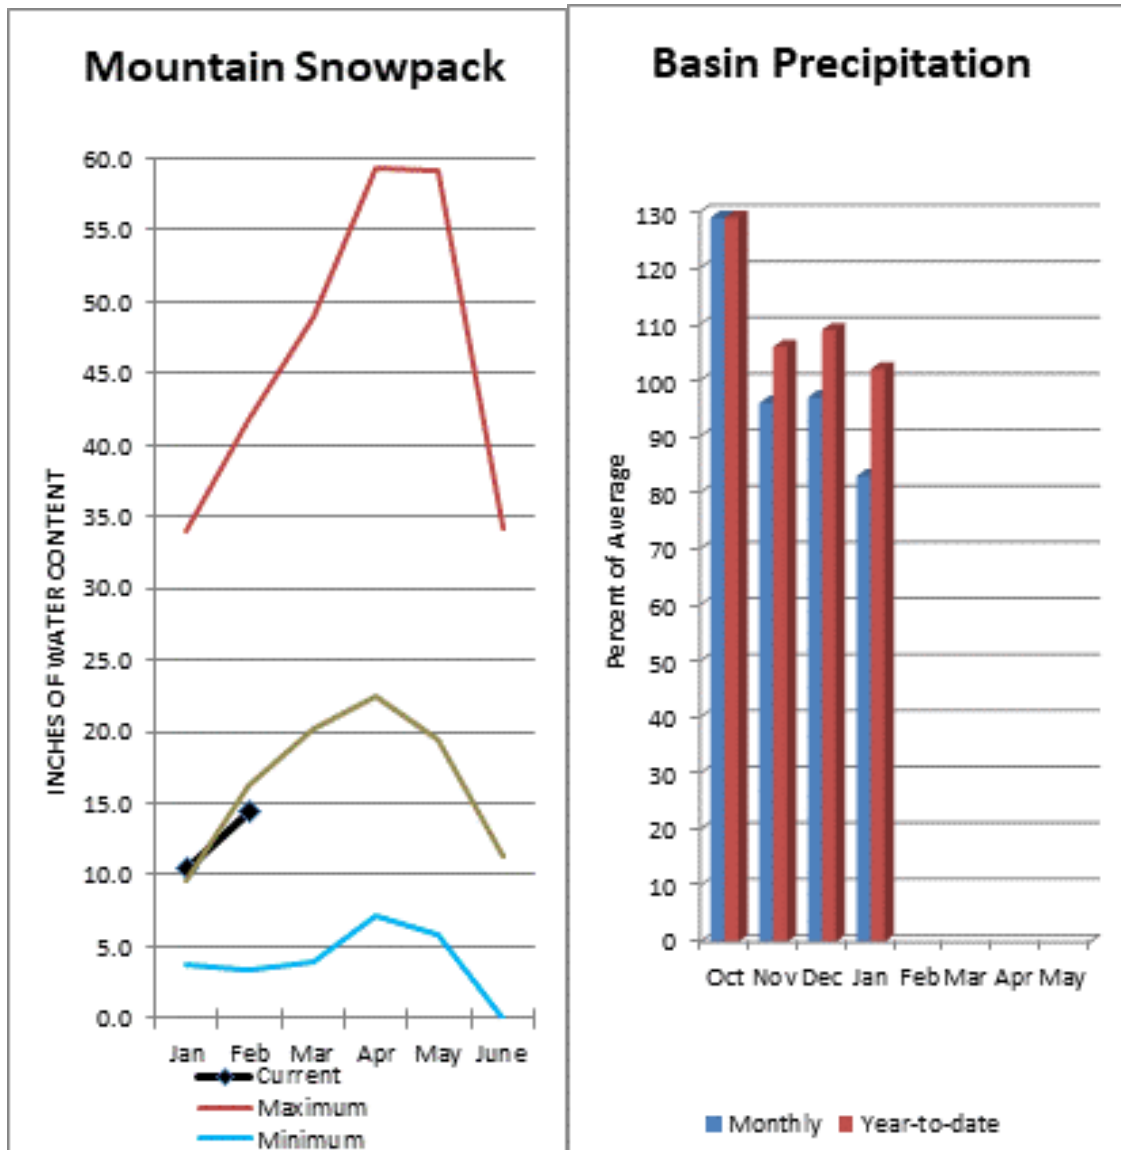 Mountain Snowpack
INCHES OF WATER CONTENT
60.0
55.0
50.0
45.0
40.0
35.0
30.0
25.0
20.0
15.0
10.0
5.0
0.0
Jan Feb Mar Apr May June
Current
Maximum
Minimum
Basin Precipitation
Percent of Average
130
120
110
100
90
80
70
60
50
40
30
20
10
0
Oct Nov Dec Jan Feb Mar Apr May
Monthly Year-to-date